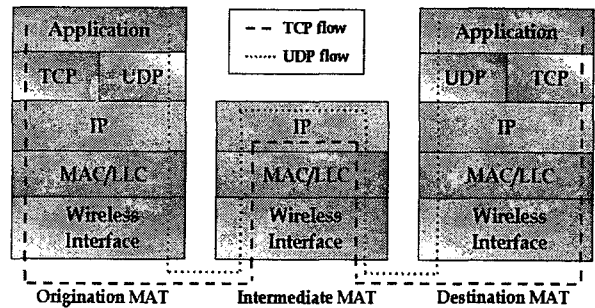 Application
TCP
UDP
IP
MAC/LLC
Wireless
Interface
Origination MAT
TCP flow
UDP flow
IP
MAC/LLC
Wireless
Interface
Intermediate MAT
Application
UDP
TCP
IP
MAC/LLC
Wireless
Interface
Destination MAT